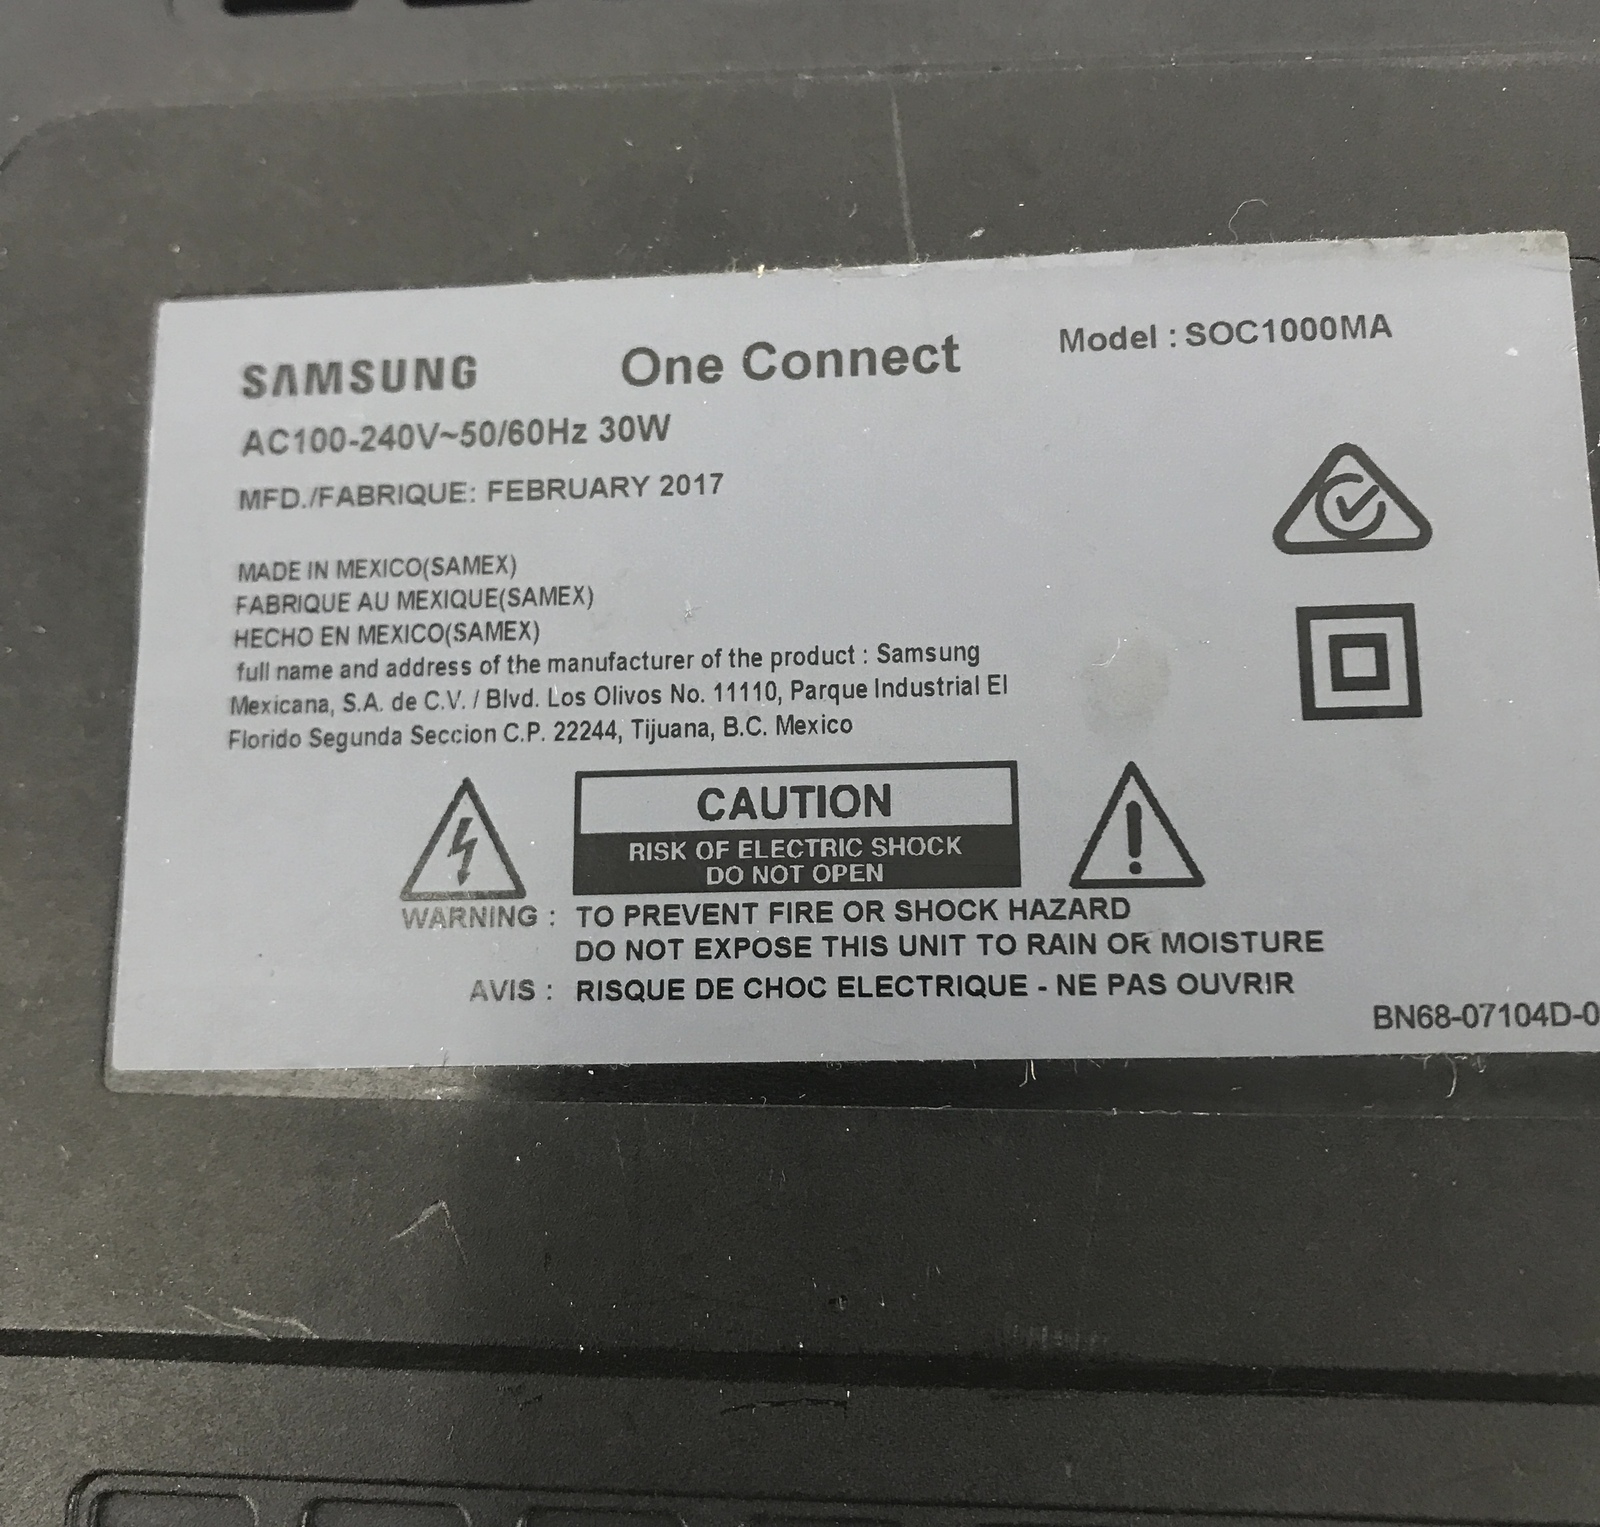 SAMSUNG One Connect Model : SOC1000MA
AC100-240V~50/60Hz 30W
MFD./FABRIQUE: FEBRUARY 2017
MADE IN MEXICO(SAMEX)
FABRIQUE AU MEXIQUE(SAMEX)
HECHO EN MEXICO(SAMEX)
full name and address of the manufacturer of the product : Samsung
Mexicana, S.A. de C.V. / Blvd. Los Olivos No. 11110, Parque Industrial El
Florido Segunda Seccion C.P. 22244, Tijuana, B.C. Mexico
CAUTION
RISK OF ELECTRIC SHOCK
DO NOT OPEN
WARNING : TO PREVENT FIRE OR SHOCK HAZARD
DO NOT EXPOSE THIS UNIT TO RAIN OR MOISTURE
AVIS : RISQUE DE CHOC ELECTRIQUE - NE PAS OUVRIR
BN68-07104D-0